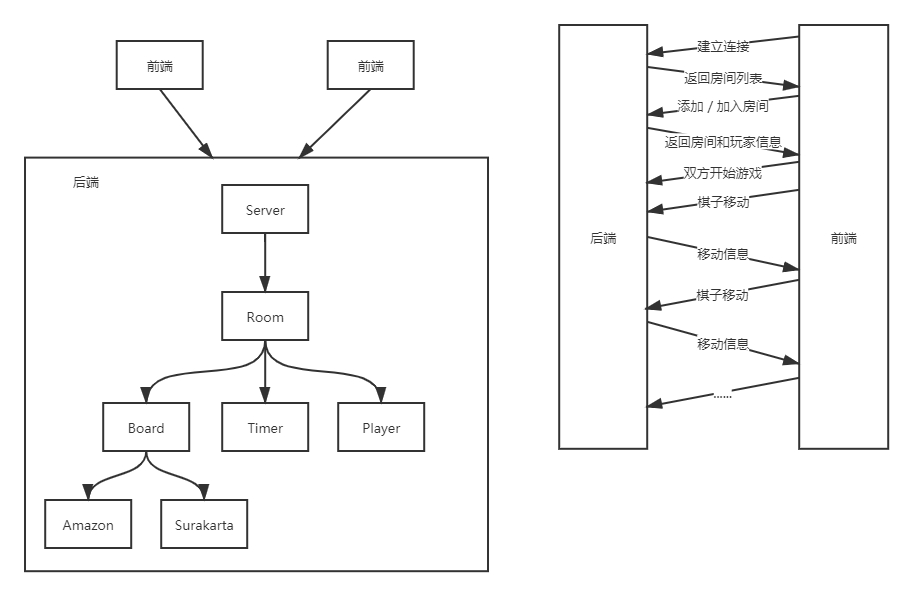 前端
前端
后端
Server
Room
Board
Timer
Player
Amazon
Surakarta
建立连接
返回房间列表
添加 / 加入房间
返回房间和玩家信息
双方开始游戏
棋子移动
后端
前端
移动信息
棋子移动
移动信息
......